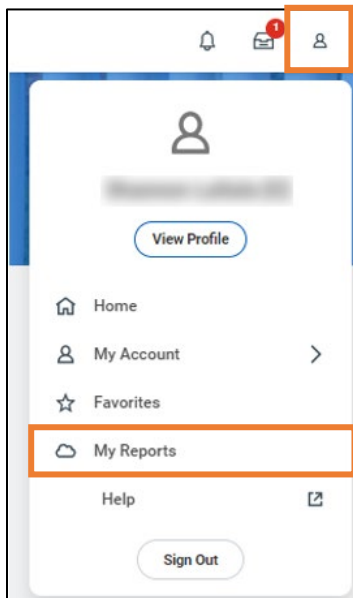 1
View Profile
Home
My Account
Favorites
My Reports
Help
Sign Out